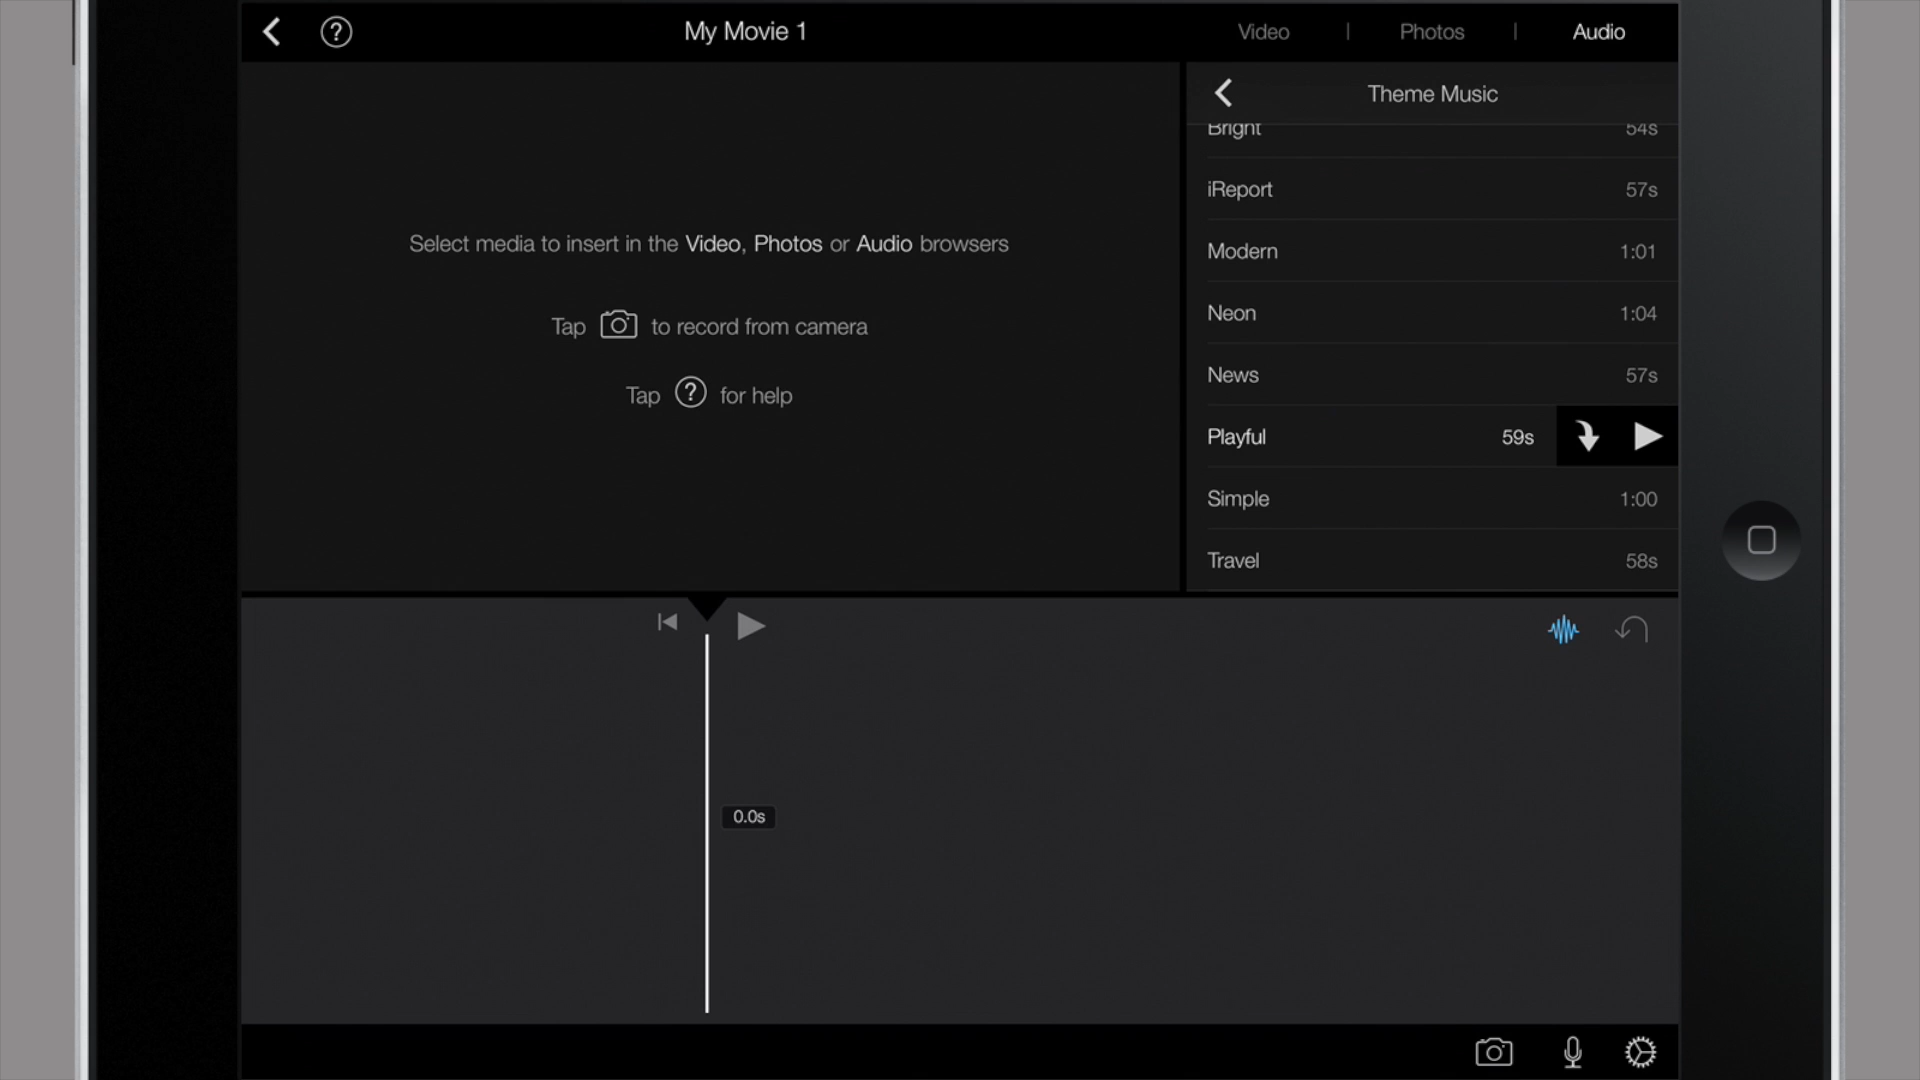 My Movie 1
Video | Photos | Audio
Theme Music
Bright 54s
iReport 57s
Modern 1:01
Neon 1:04
News 57s
Playful 59s
Simple 1:00
Travel 58s
Select media to insert in the Video, Photos or Audio browsers
Tap to record from camera
Tap ? for help
0.0s